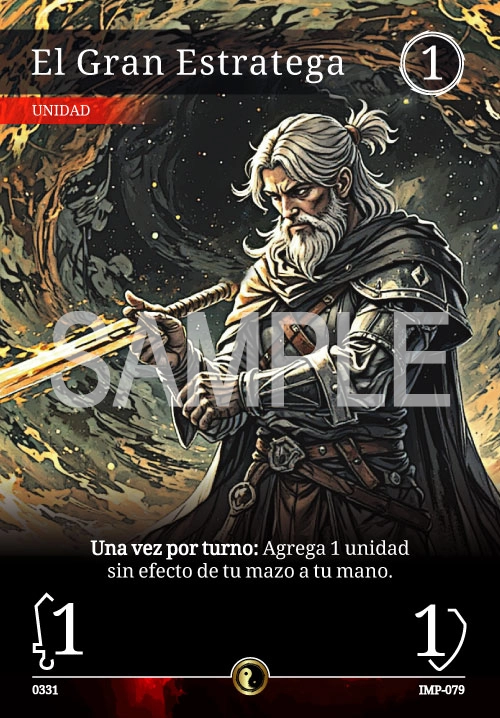 El Gran Estratega
1
UNIDAD
SAMPLE
Una vez por turno: Agrega 1 unidad
sin efecto de tu mazo a tu mano.
1
1
0331
IMP-079